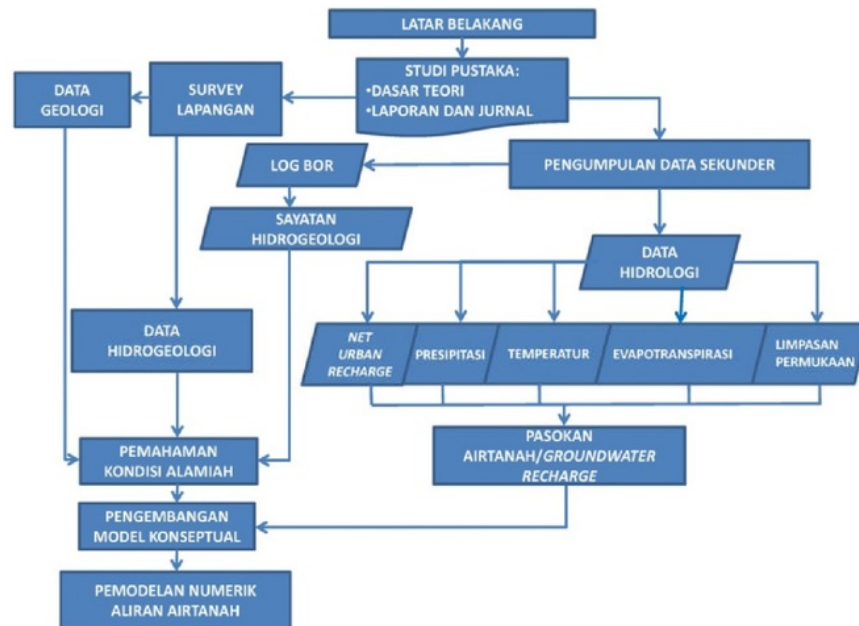 LATAR BELAKANG
STUDI PUSTAKA:
•DASAR TEORI
•LAPORAN DAN JURNAL
DATA
GEOLOGI
SURVEY
LAPANGAN
LOG BOR
PENGUMPULAN DATA SEKUNDER
SAYATAN
HIDROGEOLOGI
DATA
HIDROLOGI
DATA
HIDROGEOLOGI
NET
URBAN
RECHARGE
PRESIPITASI
TEMPERATUR
EVAPOTRANSPIRASI
LIMPASAN
PERMUKAAN
PEMAHAMAN
KONDISI ALAMIAH
PASOKAN
AIRTANAH/GROUNDWATER
RECHARGE
PENGEMBANGAN
MODEL KONSEPTUAL
PEMODELAN NUMERIK
ALIRAN AIRTANAH